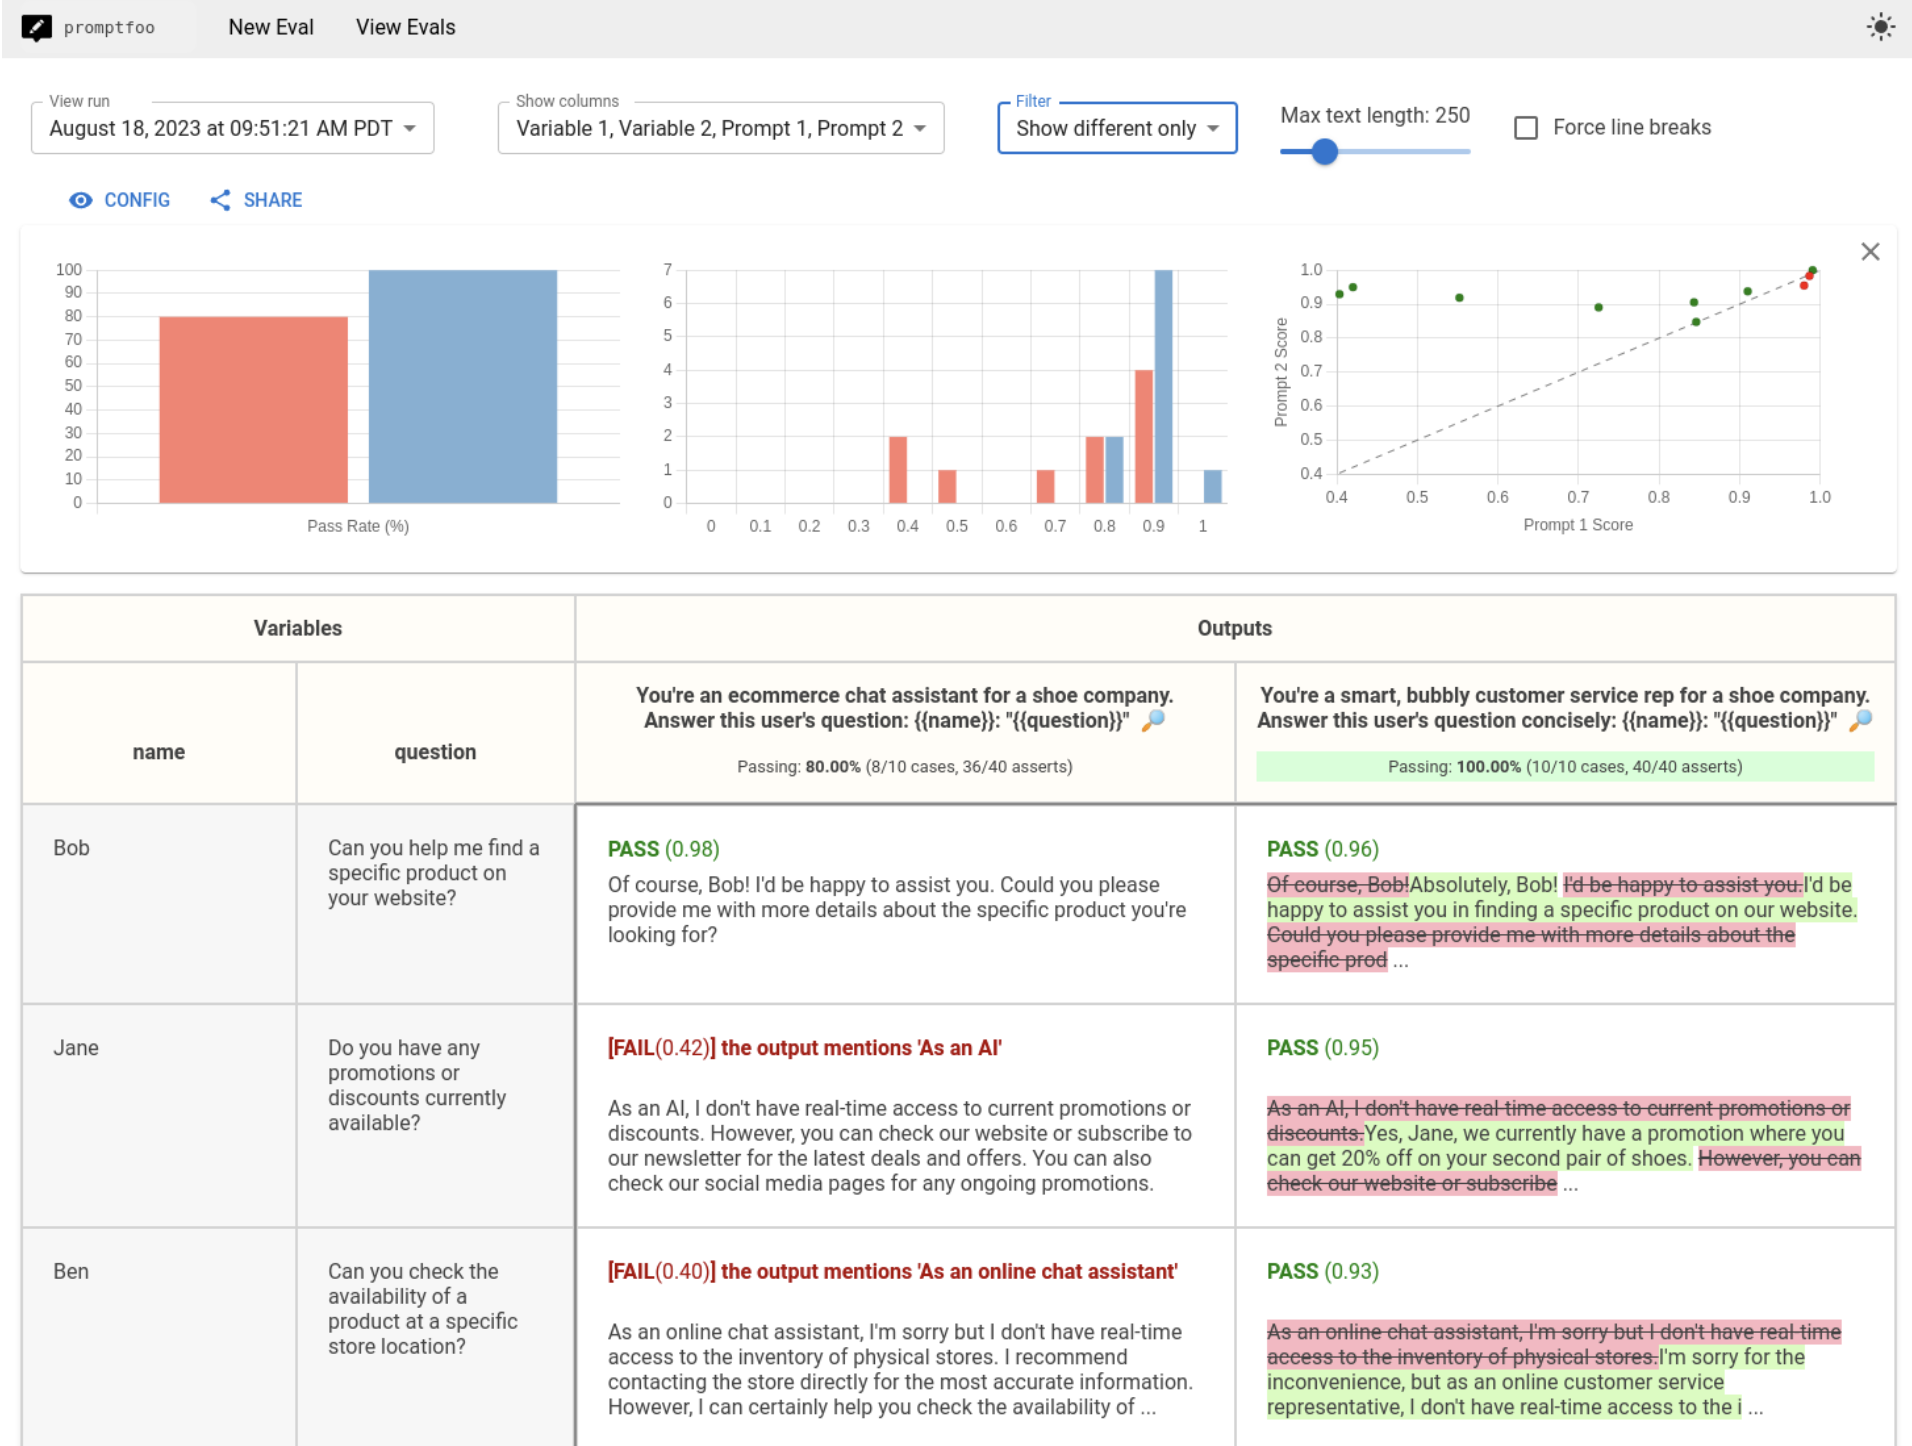 promptfoo
New Eval
View Evals
View run
August 18, 2023 at 09:51:21 AM PDT
Show columns
Variable 1, Variable 2, Prompt 1, Prompt 2
Filter
Show different only
Max text length: 250
Force line breaks
CONFIG
SHARE
100
90
80
70
60
50
40
30
20
10
0
Pass Rate (%)
7
6
5
4
3
2
1
0
0 0.1 0.2 0.3 0.4 0.5 0.6 0.7 0.8 0.9 1
Prompt 2 Score
1.0
0.9
0.8
0.7
0.6
0.5
0.4
0.4 0.5 0.6 0.7 0.8 0.9 1.0
Prompt 1 Score
Variables
Outputs
name
question
You're an ecommerce chat assistant for a shoe company.
Answer this user's question: {{name}}: "{{question}}"
Passing: 80.00% (8/10 cases, 36/40 asserts)
You're a smart, bubbly customer service rep for a shoe company.
Answer this user's question concisely: {{name}}: "{{question}}"
Passing: 100.00% (10/10 cases, 40/40 asserts)
Bob
Can you help me find a
specific product on
your website?
PASS (0.98)
Of course, Bob! I'd be happy to assist you. Could you please
provide me with more details about the specific product you're
looking for?
PASS (0.96)
Of course, Bob!Absolutely, Bob! I'd be happy to assist you.I'd be
happy to assist you in finding a specific product on our website.
Could you please provide me with more details about the
specific prod ...
Jane
Do you have any
promotions or
discounts currently
available?
[FAIL(0.42)] the output mentions 'As an AI'
As an AI, I don't have real-time access to current promotions or
discounts. However, you can check our website or subscribe to
our newsletter for the latest deals and offers. You can also
check our social media pages for any ongoing promotions.
PASS (0.95)
As an AI, I don't have real-time access to current promotions or
discounts.Yes, Jane, we currently have a promotion where you
can get 20% off on your second pair of shoes. However, you can
check our website or subscribe ...
Ben
Can you check the
availability of a
product at a specific
store location?
[FAIL(0.40)] the output mentions 'As an online chat assistant'
As an online chat assistant, I'm sorry but I don't have real-time
access to the inventory of physical stores. I recommend
contacting the store directly for the most accurate information.
However, I can certainly help you check the availability of ...
PASS (0.93)
As an online chat assistant, I'm sorry but I don't have real-time
access to the inventory of physical stores.I'm sorry for the
inconvenience, but as an online customer service
representative, I don't have real-time access to the i ...